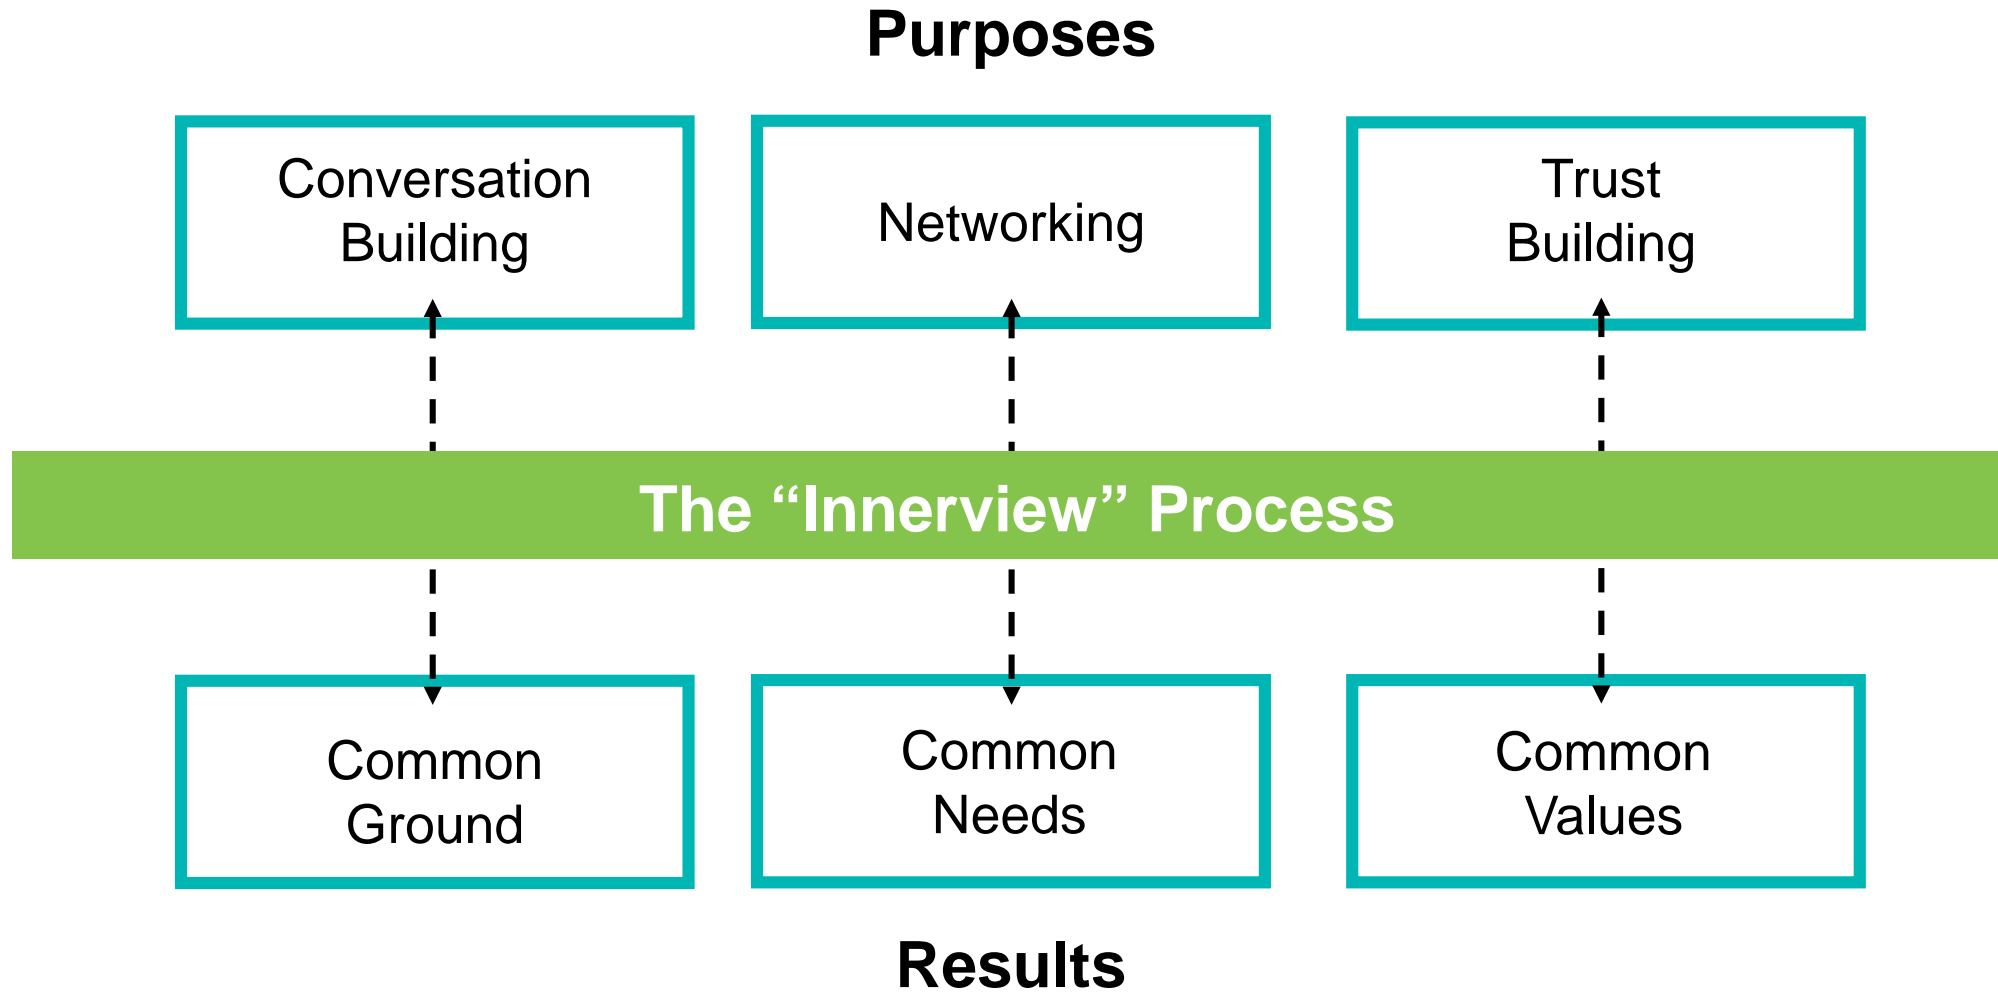 Purposes
Conversation
Building
Networking
Trust
Building
The “Innerview” Process
Common
Ground
Common
Needs
Common
Values
Results